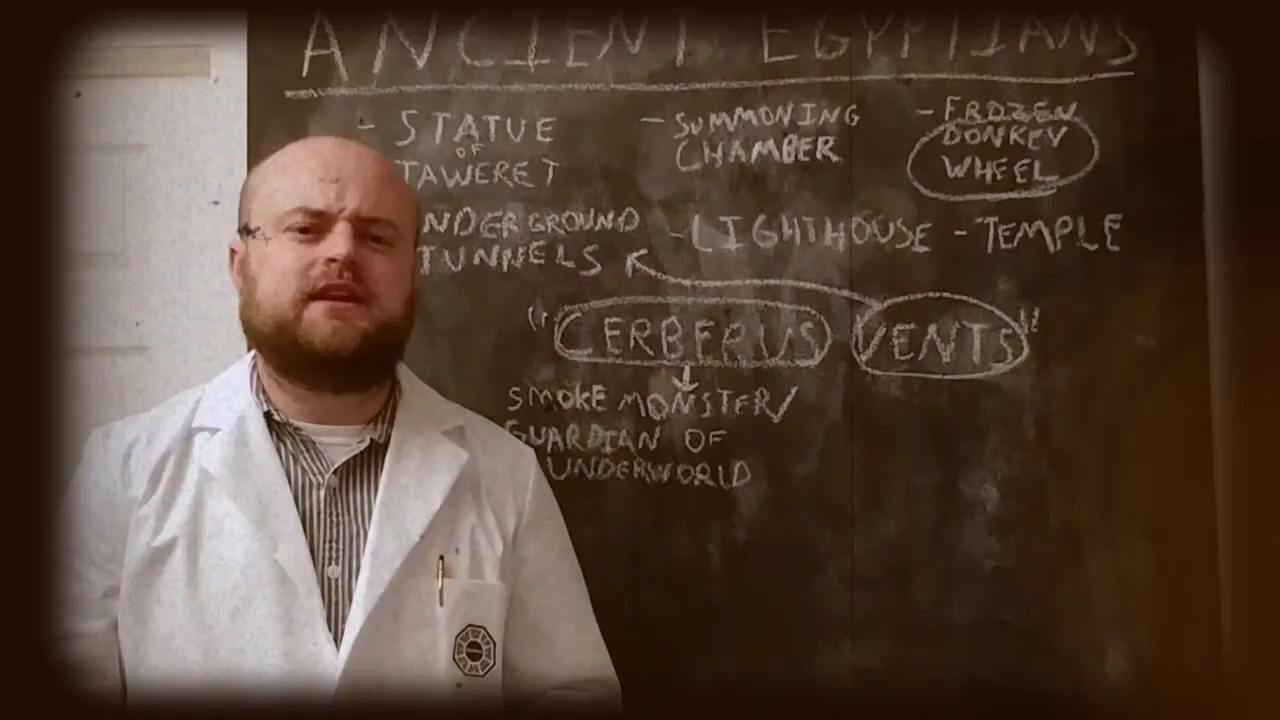 ANCIENT EGYPTIANS
- STATUE
OF
TAWERET
- SUMMONING
CHAMBER
- FROZEN
DONKEY
WHEEL
NDERGROUND
TUNNELS
- LIGHTHOUSE
- TEMPLE
"CERBERUS VENTS"
SMOKE MONSTER/
GUARDIAN OF
UNDERWORLD